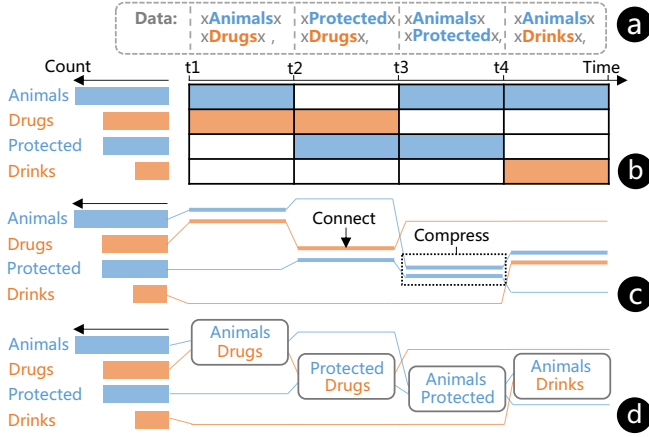 Data: xAnimalsx xProtectedx xAnimalsx xAnimalsx
xDrugsx , xDrugsx, xProtectedx, xDrinksx,
a
Count t1 t2 t3 t4 Time
Animals
Drugs
Protected
Drinks
b
Animals
Connect
Drugs
Compress
Protected
Drinks
c
Animals
Drugs
Protected
Drinks
Animals
Drugs
Protected
Drugs
Animals
Protected
Animals
Drinks
d